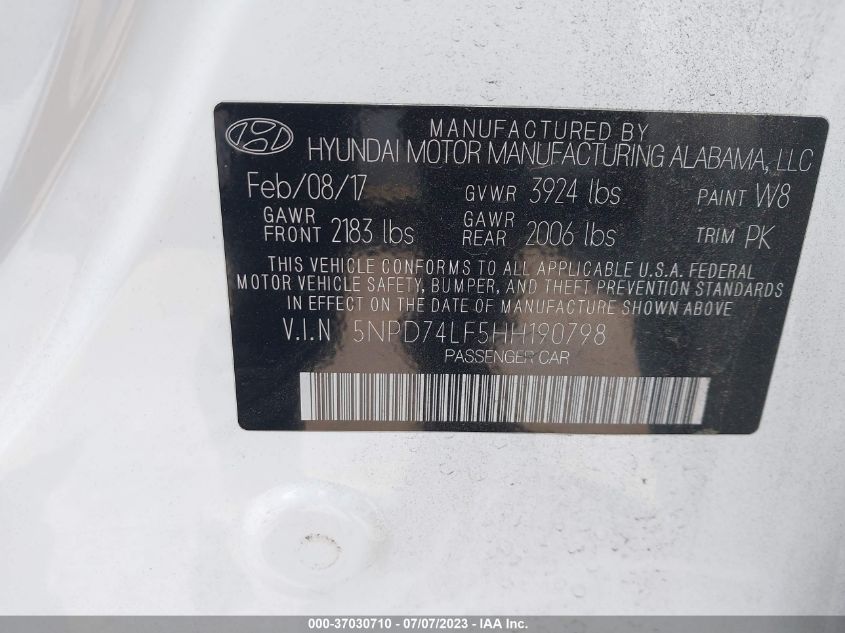 MANUFACTURED BY
HYUNDAI MOTOR MANUFACTURING ALABAMA, LLC
Feb/08/17 GVWR 3924 lbs PAINT W8
GAWR FRONT 2183 lbs GAWR REAR 2006 lbs TRIM PK
THIS VEHICLE CONFORMS TO ALL APPLICABLE U.S.A. FEDERAL
MOTOR VEHICLE SAFETY, BUMPER, AND THEFT PREVENTION STANDARDS
IN EFFECT ON THE DATE OF MANUFACTURE SHOWN ABOVE
V.I.N 5NPD74LF5HH190798
PASSENGER CAR
000-37030710 - 07/07/2023 - IAA Inc.